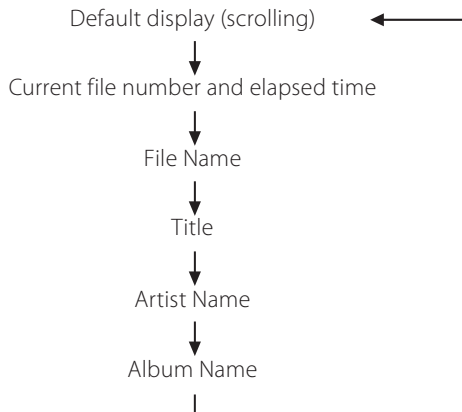 Default display (scrolling)
Current file number and elapsed time
File Name
Title
Artist Name
Album Name